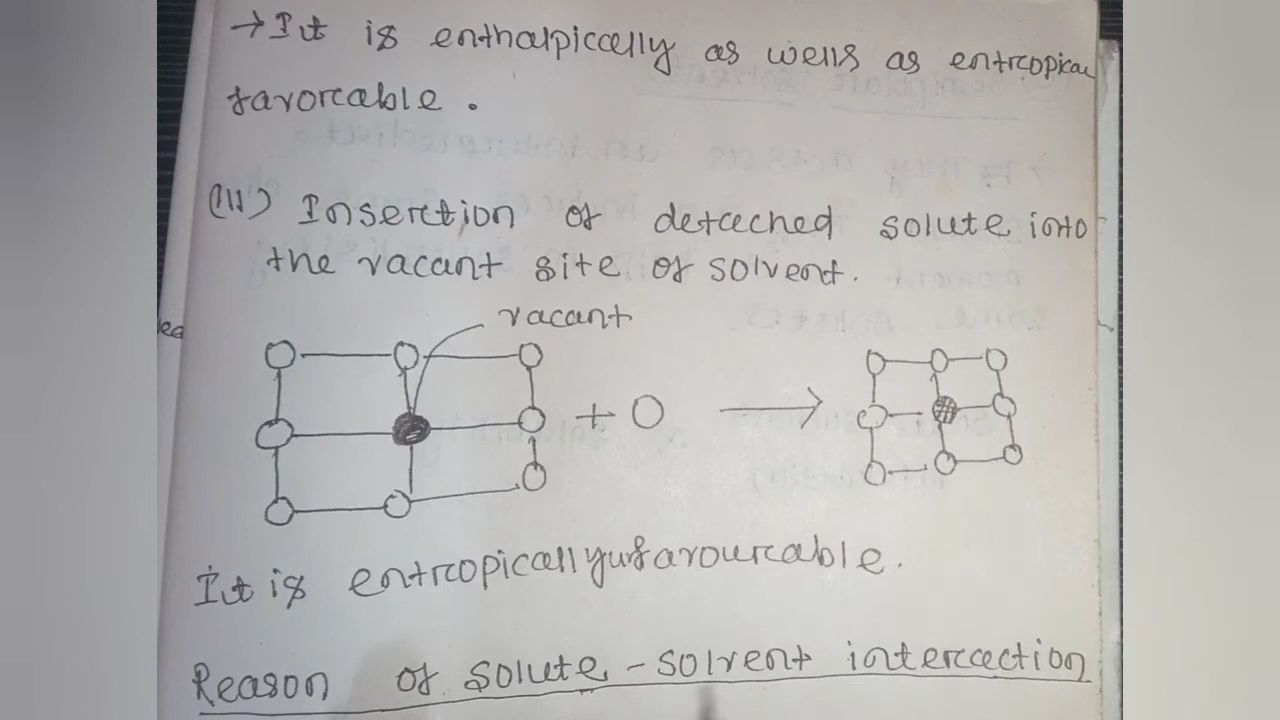 → It is enthalpically as wells as entropical
favorable.
(III) Insertion of detached solute into
the vacant site of solvent.
vacant
+ O →
It is entropically unfavourable.
Reason of solute - solvent interaction